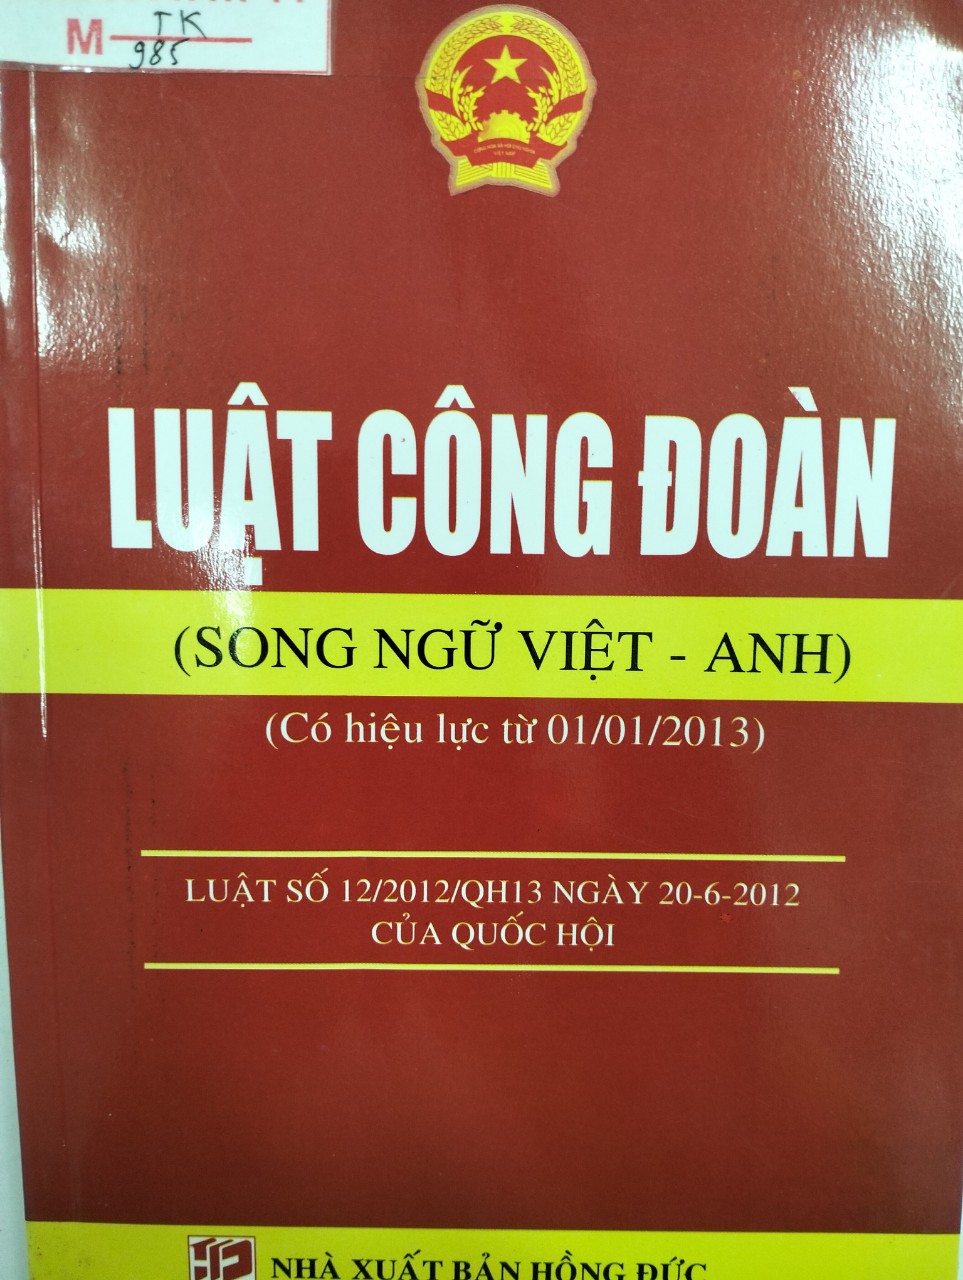 M TK
985
LUẬT CÔNG ĐOÀN
(SONG NGỮ VIỆT - ANH)
(Có hiệu lực từ 01/01/2013)
LUẬT SỐ 12/2012/QH13 NGÀY 20-6-2012
CỦA QUỐC HỘI
NHÀ XUẤT BẢN HỒNG ĐỨC